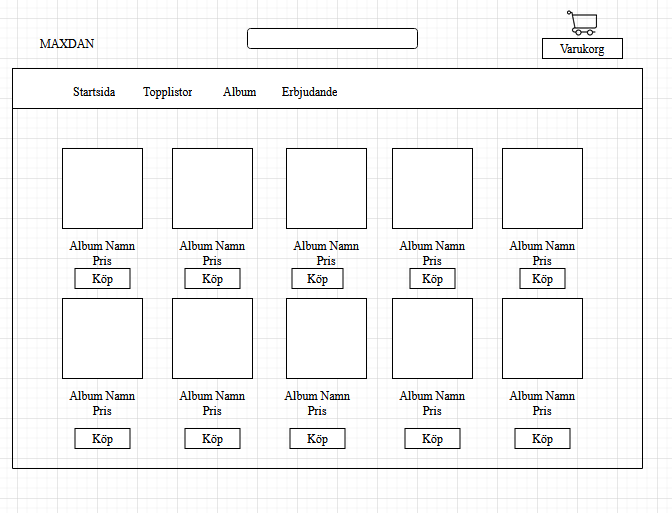 MAXDAN
Varukorg
Startsida Topplistor Album Erbjudande
Album Namn Album Namn Album Namn Album Namn Album Namn
Pris Pris Pris Pris Pris
Köp Köp Köp Köp Köp
Album Namn Album Namn Album Namn Album Namn Album Namn
Pris Pris Pris Pris Pris
Köp Köp Köp Köp Köp